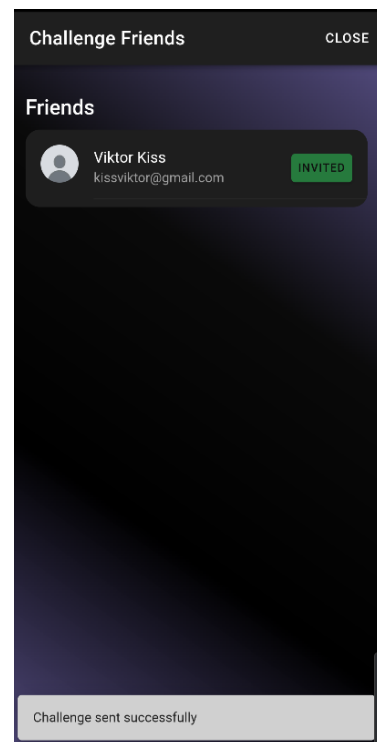 Challenge Friends CLOSE
Friends
Viktor Kiss
kissviktor@gmail.com
INVITED
Challenge sent successfully